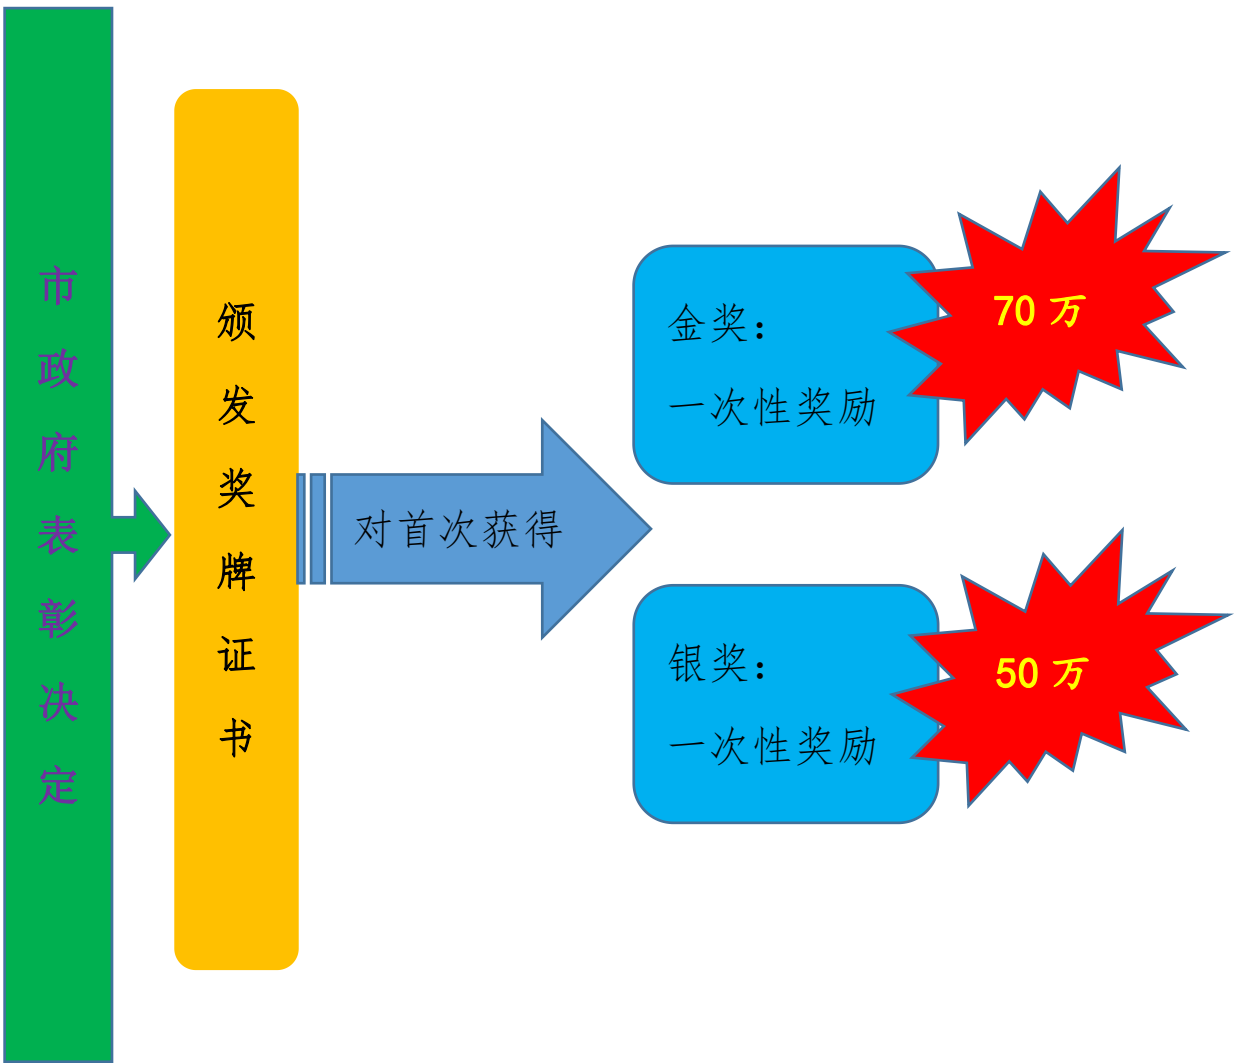 市政府表彰决定
颁发奖牌证书
对首次获得
金奖：
一次性奖励
70 万
银奖：
一次性奖励
50 万